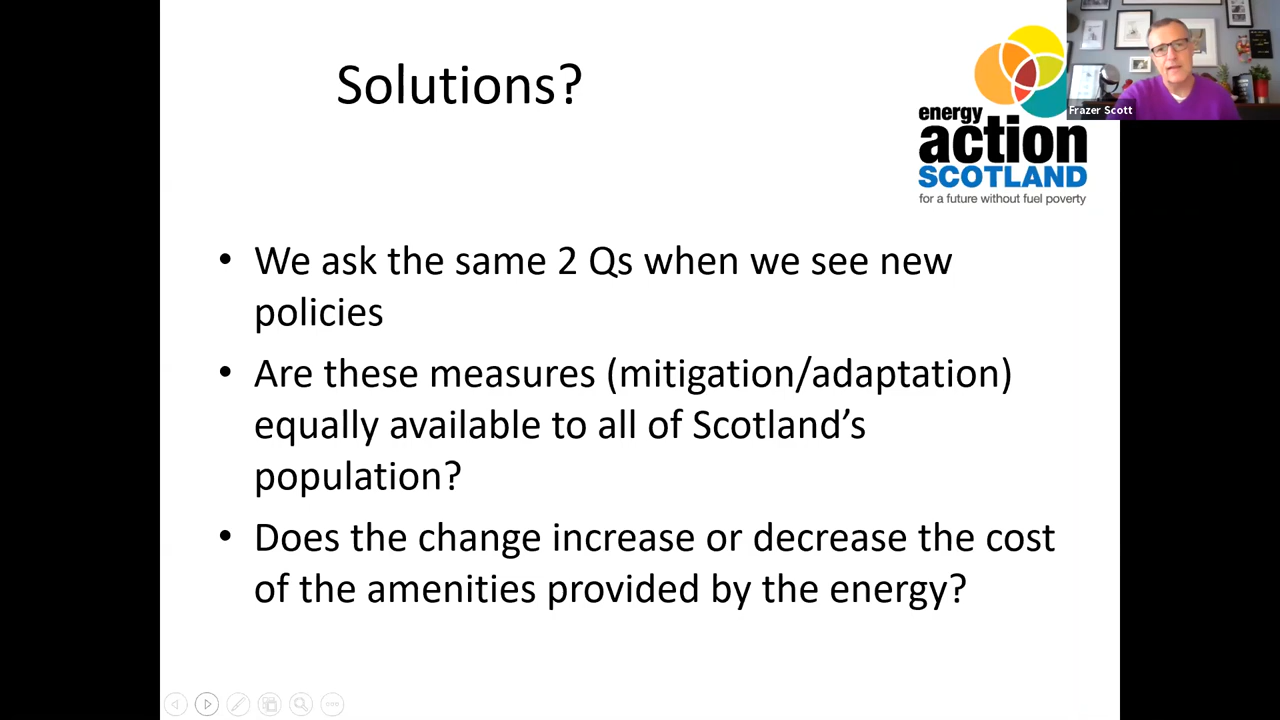 Solutions?
energy
action
SCOTLAND
for a future without fuel poverty
Frazer Scott
• We ask the same 2 Qs when we see new
policies
• Are these measures (mitigation/adaptation)
equally available to all of Scotland’s
population?
• Does the change increase or decrease the cost
of the amenities provided by the energy?